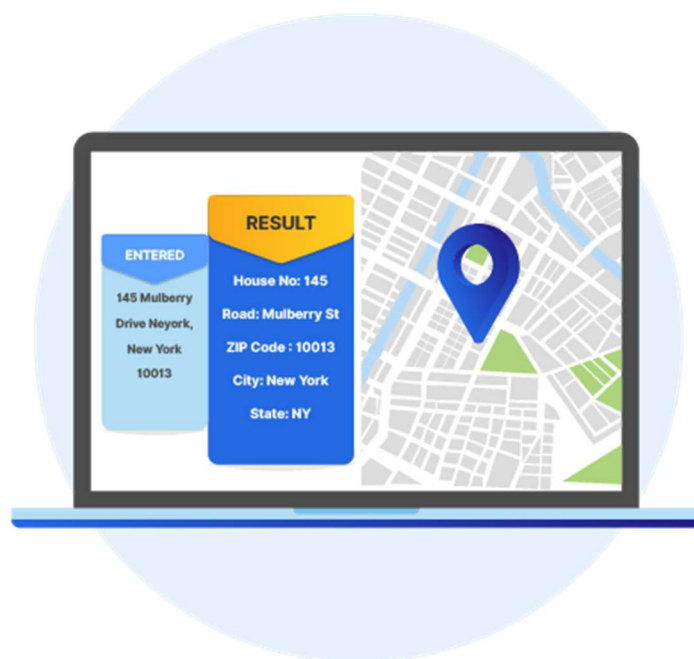 ENTERED
145 Mulberry
Drive Neyork,
New York
10013
RESULT
House No: 145
Road: Mulberry St
ZIP Code : 10013
City: New York
State: NY